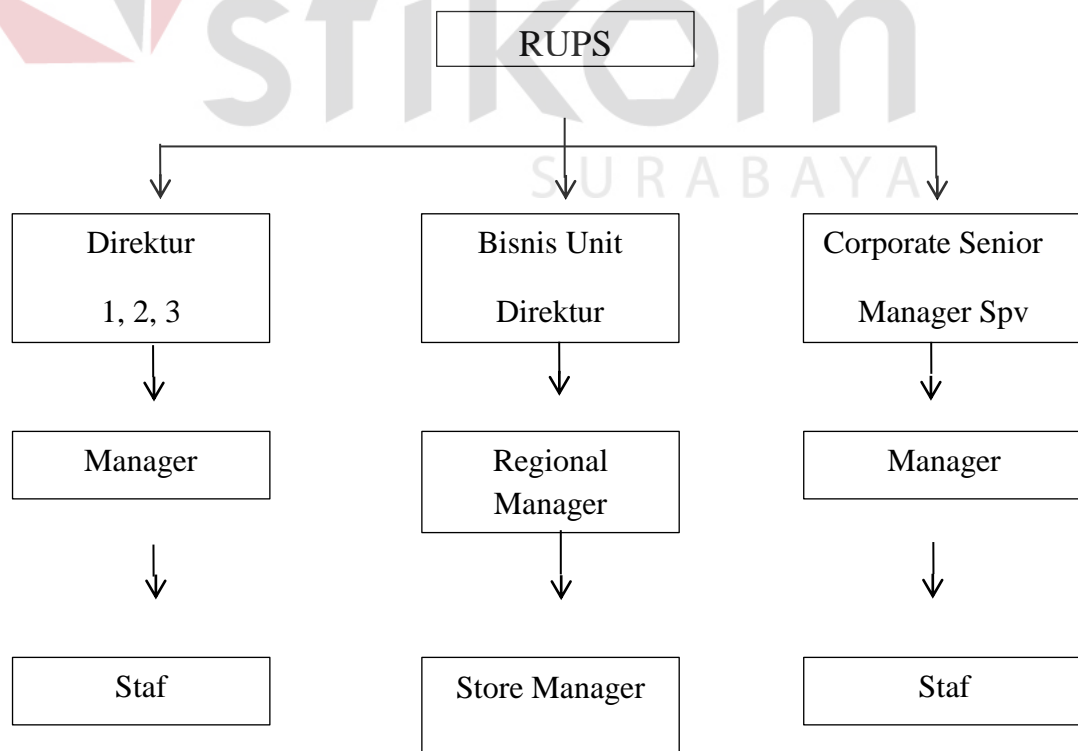 stikom
SURABAYA
RUPS
Direktur
1, 2, 3
Bisnis Unit
Direktur
Corporate Senior
Manager Spv
Manager
Regional
Manager
Manager
Staf
Store Manager
Staf